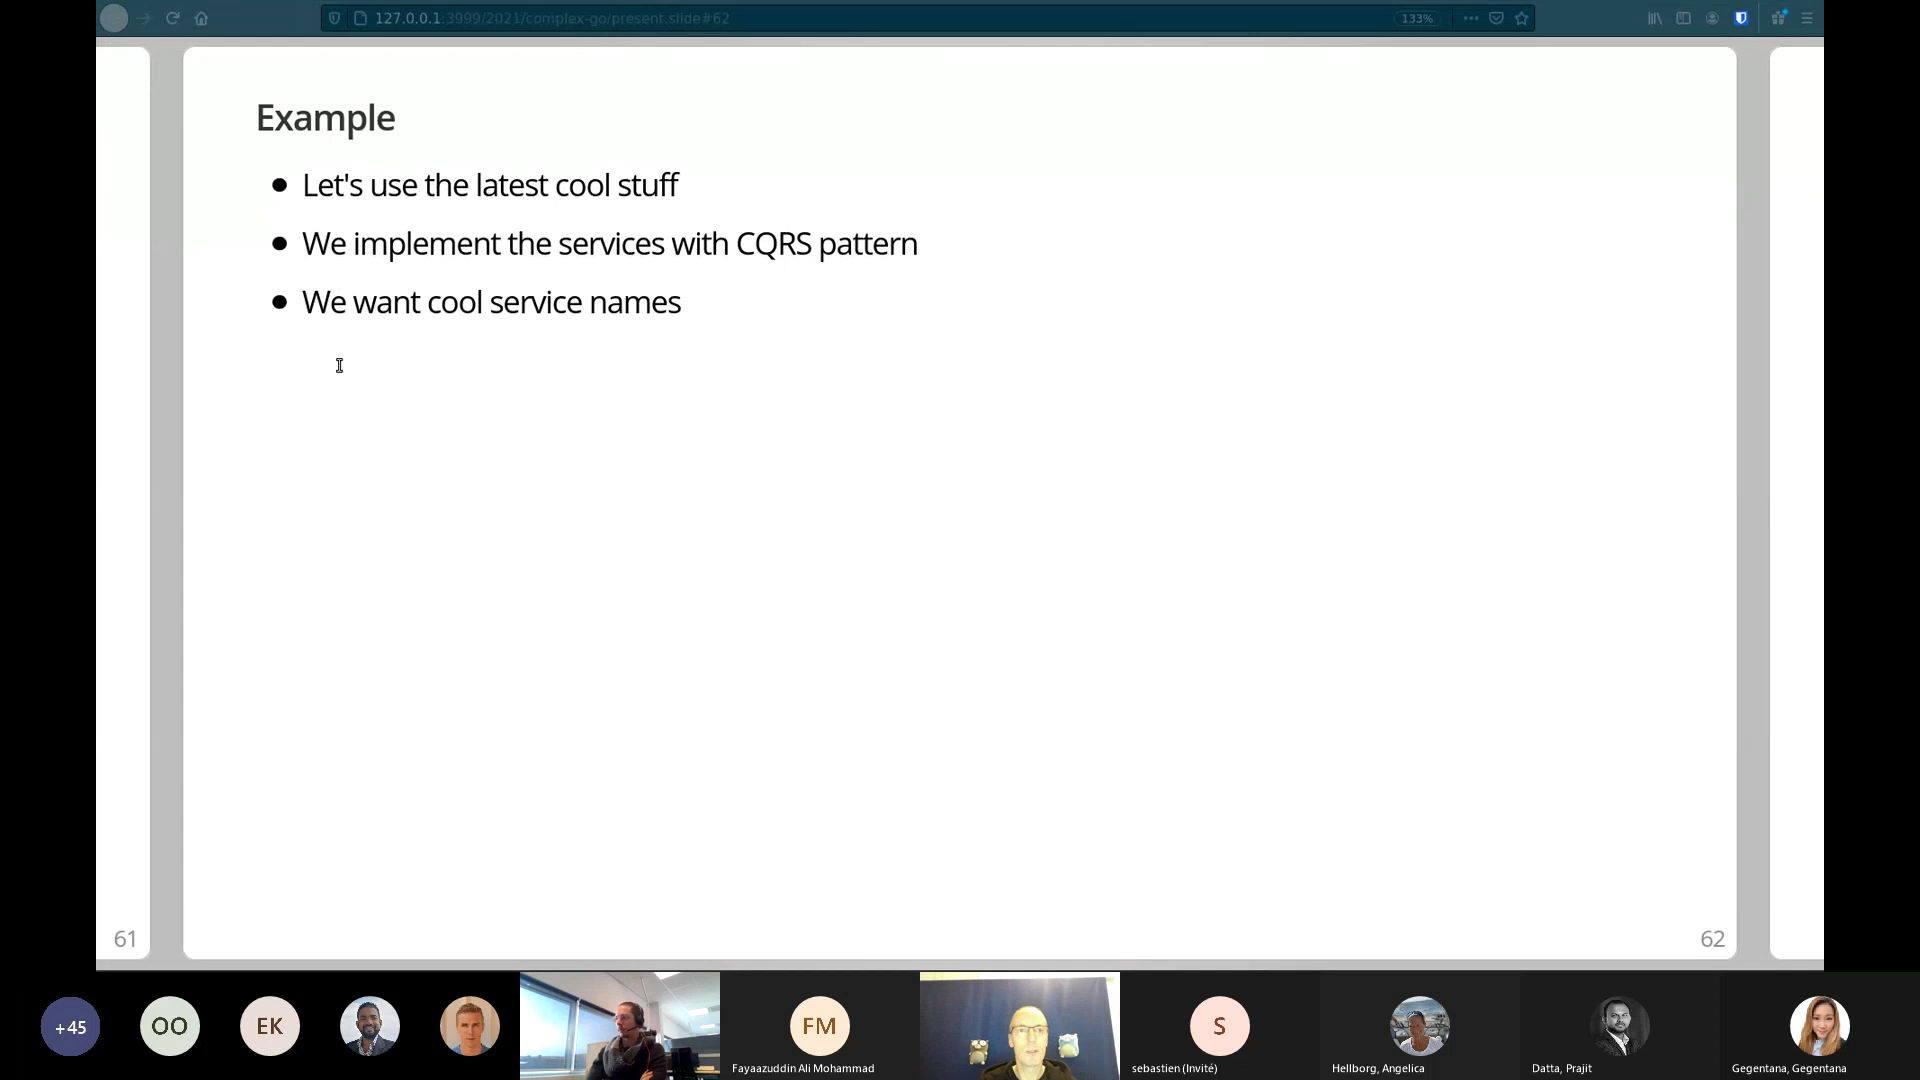 127.0.0.1:3999/2021/complex-go/present.slide#62
133%
Example
Let's use the latest cool stuff
We implement the services with CQRS pattern
We want cool service names
61
62
+45
OO
EK
FM
S
Fayaazuddin Ali Mohammad
sebastien (Invité)
Hellborg, Angelica
Datta, Prajit
Gegentana, Gegentana